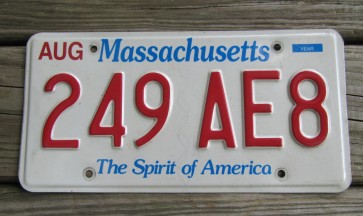 AUG Massachusetts YEAR
249 AE8
The Spirit of America